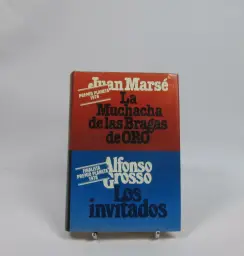 Juan Marsé
PREMIO PLANETA
1978
La
Muchacha
de las Bragas
de ORO
Alfonso
Grosso
FINALISTA
PREMIO PLANETA
1978
Los
invitados